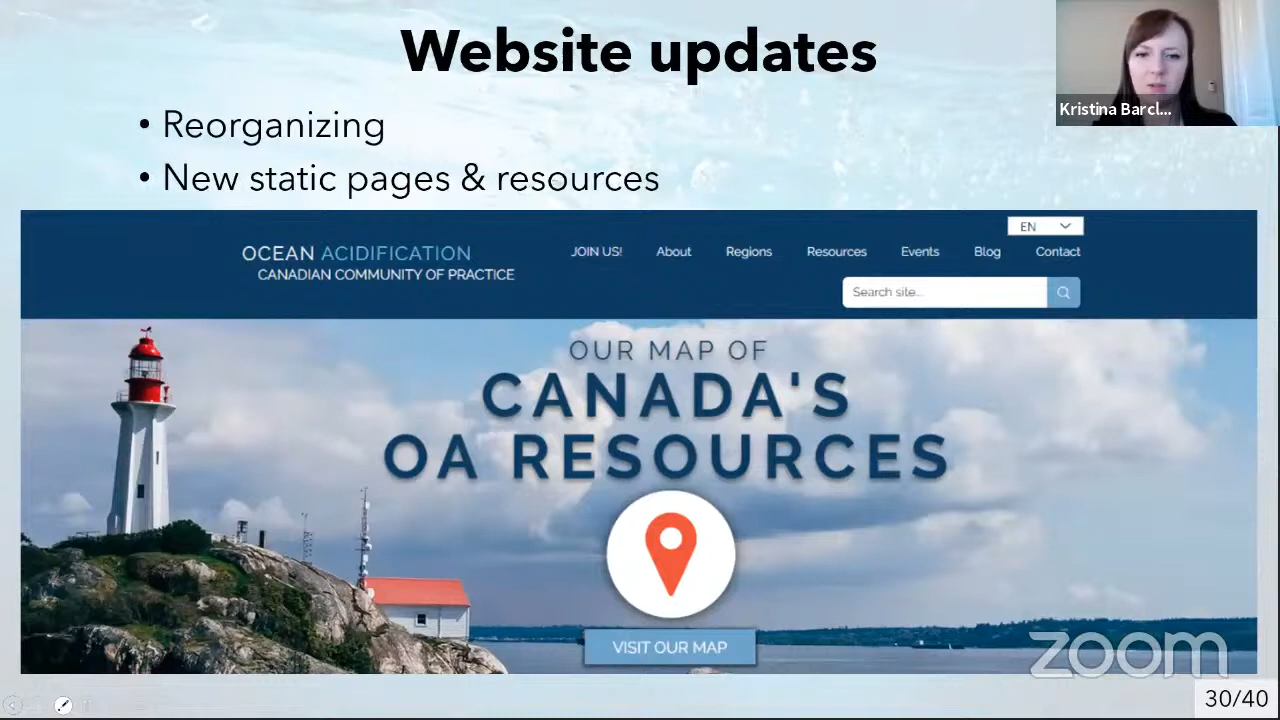 Website updates
Kristina Barcl...
• Reorganizing
• New static pages & resources
EN
OCEAN ACIDIFICATION
CANADIAN COMMUNITY OF PRACTICE
JOIN US! About Regions Resources Events Blog Contact
Search site...
OUR MAP OF
CANADA'S
OA RESOURCES
VISIT OUR MAP
zoom
30/40